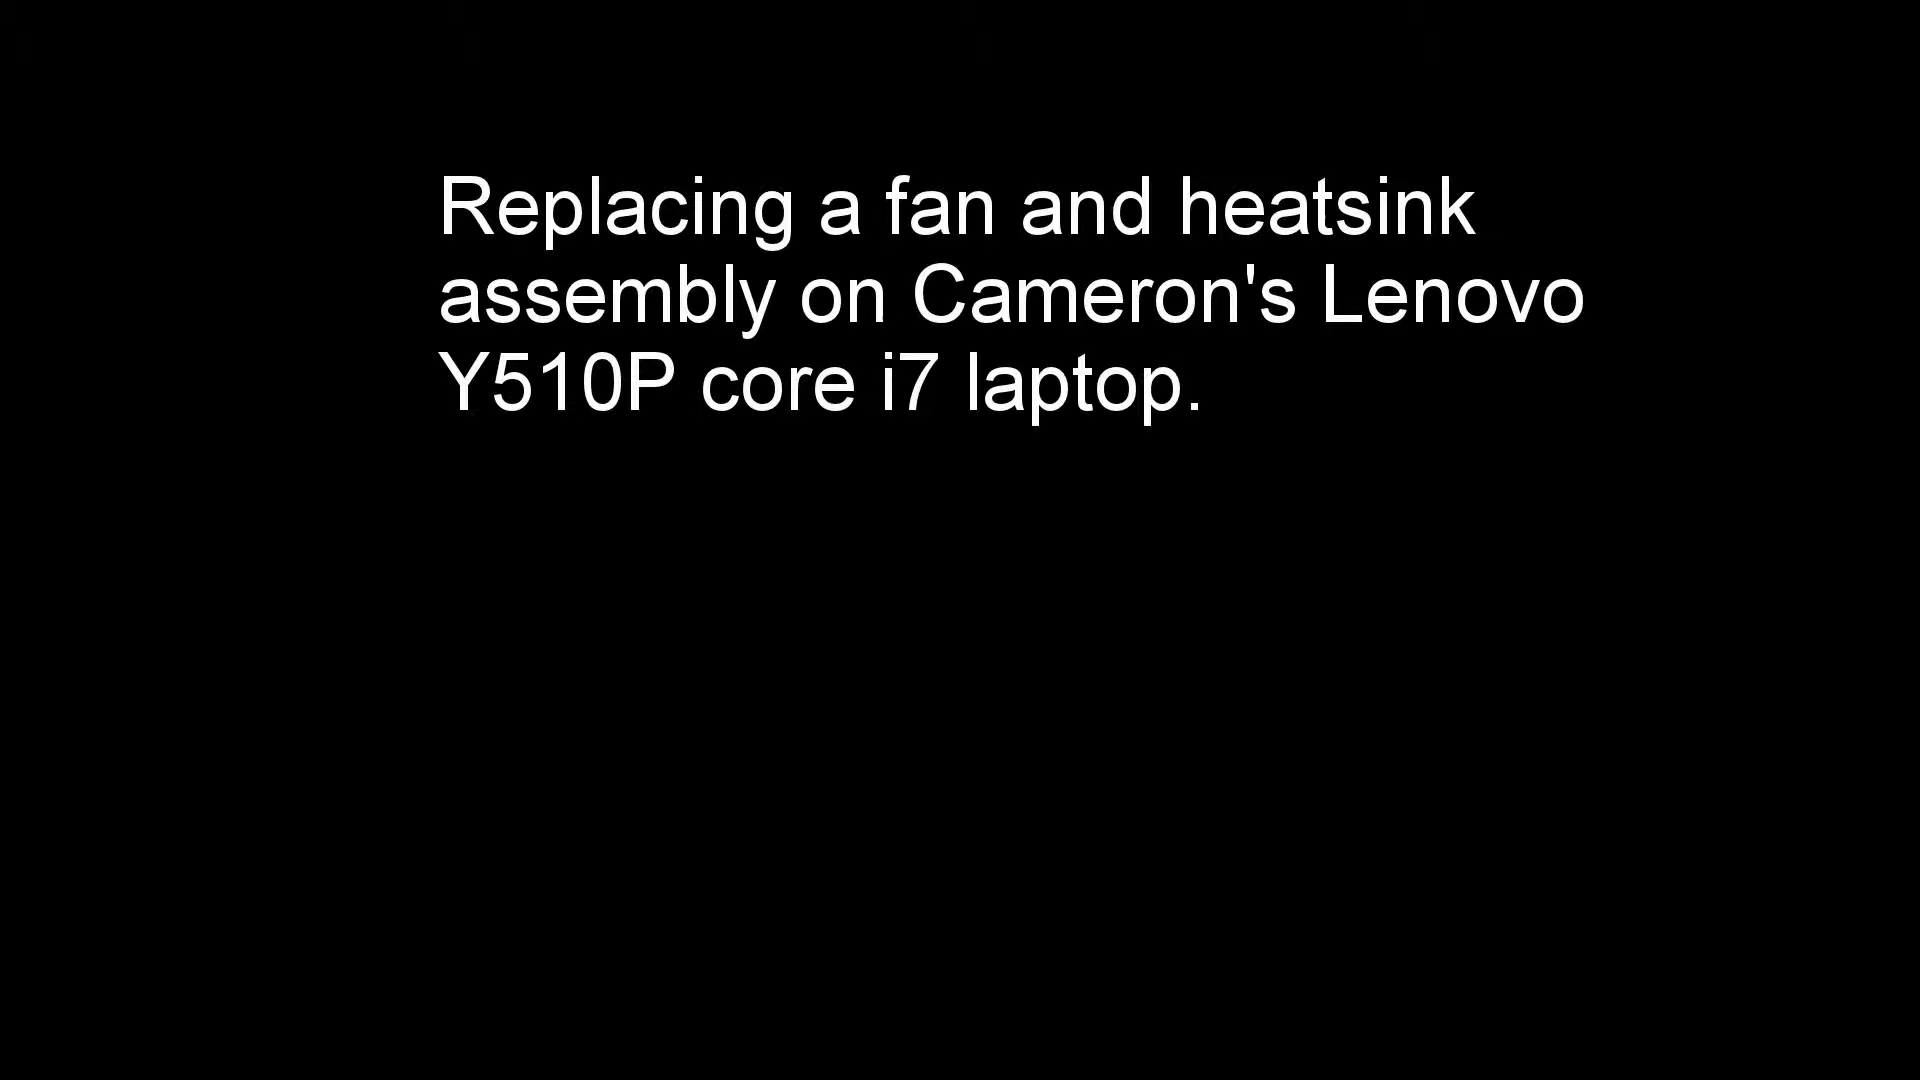 Replacing a fan and heatsink
assembly on Cameron's Lenovo
Y510P core i7 laptop.